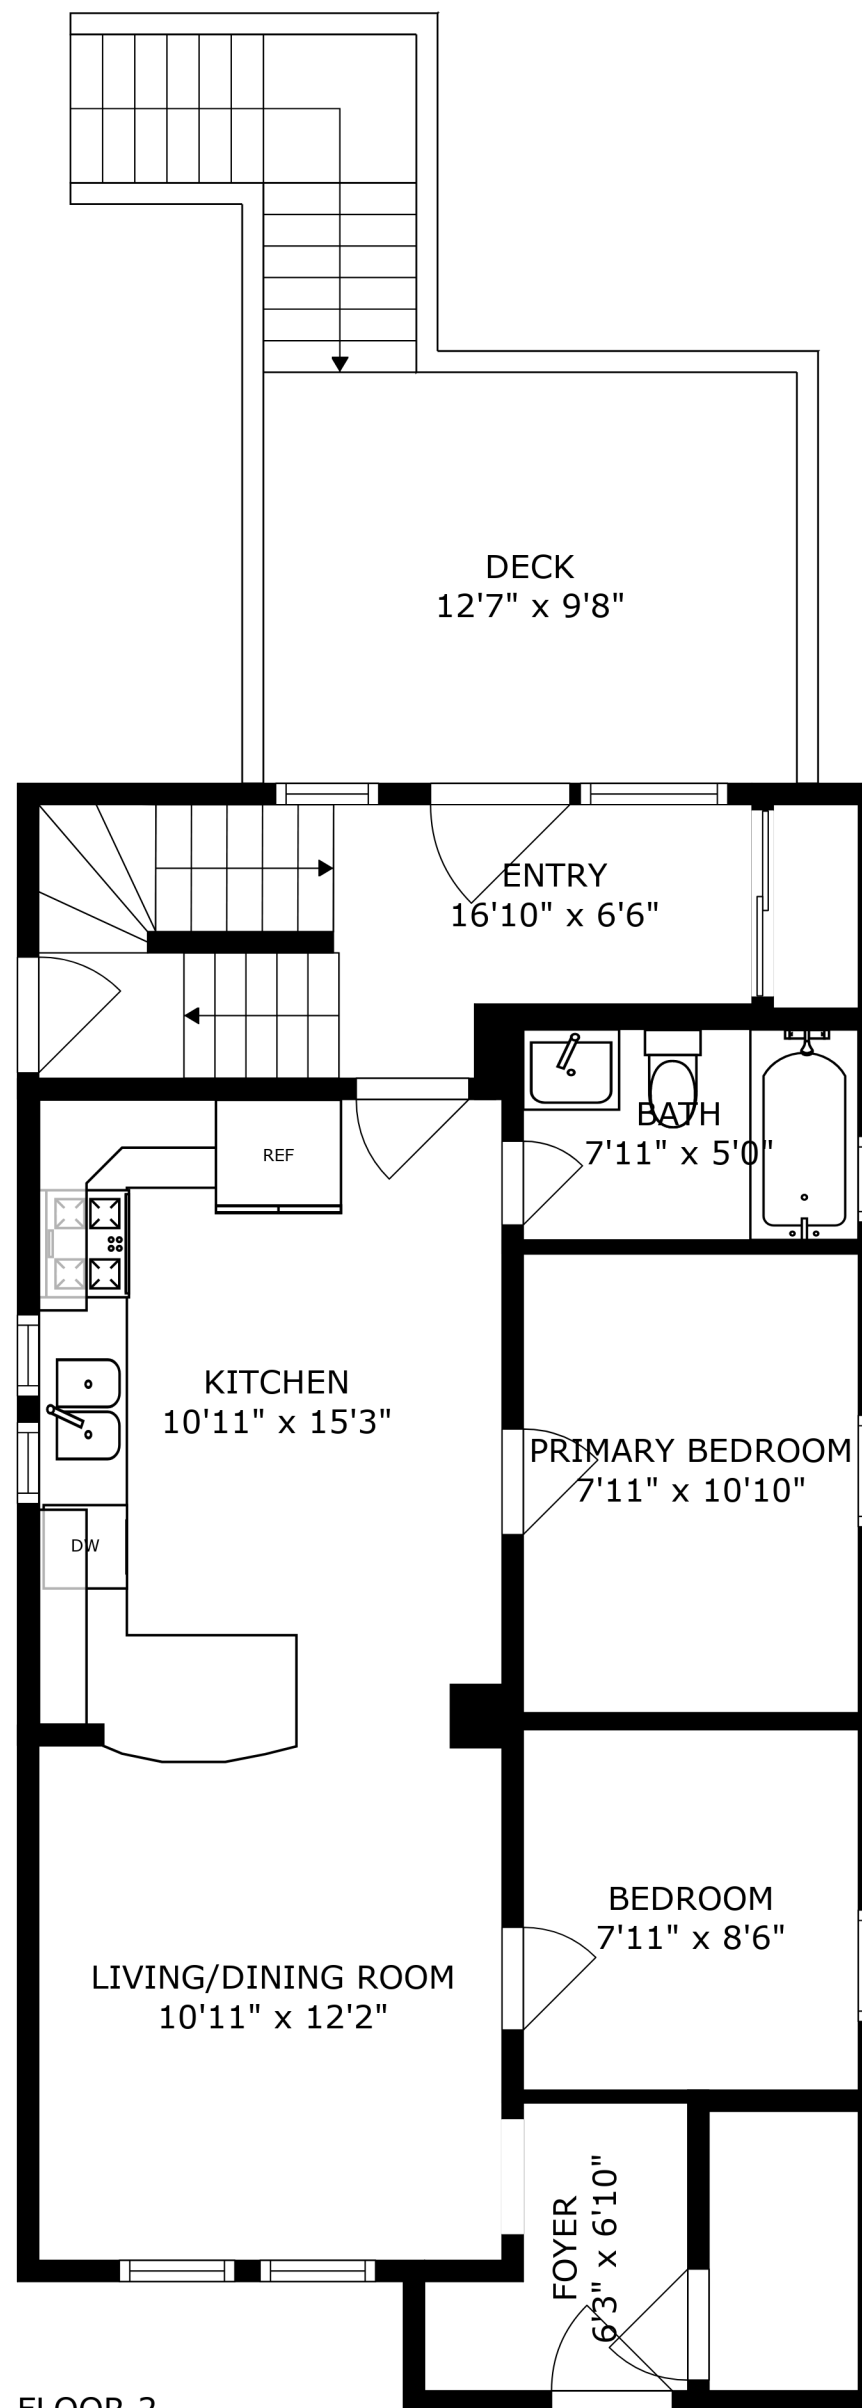 DECK
12'7" x 9'8"
ENTRY
16'10" x 6'6"
BATH
7'11" x 5'0"
REF
KITCHEN
10'11" x 15'3"
PRIMARY BEDROOM
7'11" x 10'10"
DW
BEDROOM
7'11" x 8'6"
LIVING/DINING ROOM
10'11" x 12'2"
FOYER
6'3" x 6'10"
FLOOR 2